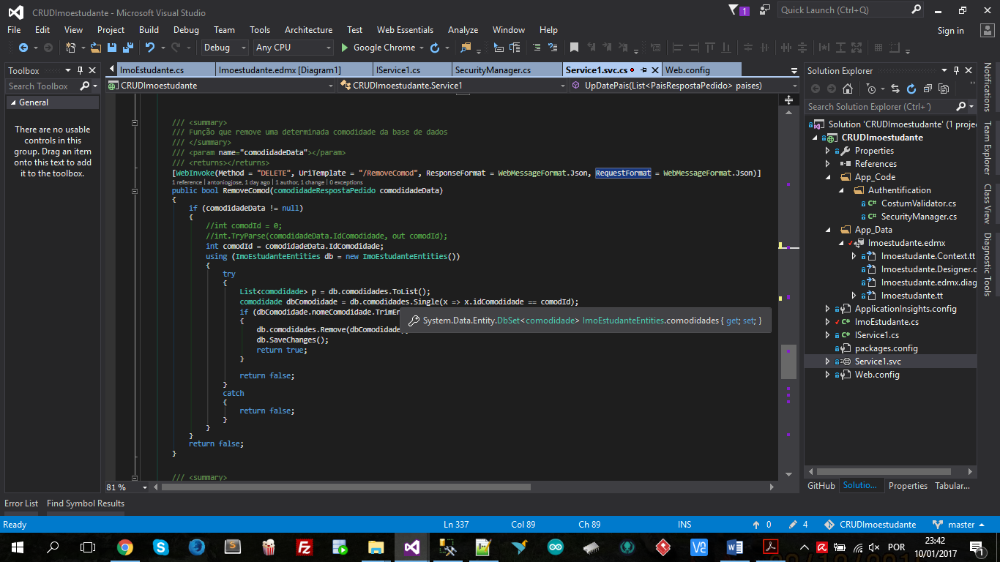 CRUDImoestudante - Microsoft Visual Studio
1
Quick Launch (Ctrl+Q)
File Edit View Project Build Debug Team Tools Architecture Test Web Essentials Analyze Window Help
Sign in
Debug Any CPU Google Chrome
Toolbox
Search Toolbox
General
There are no usable
controls in this
group. Drag an item
onto this text to add
it to the toolbox.
ImoEstudante.cs Imoestudante.edmx [Diagram1] IService1.cs SecurityManager.cs Service1.svc.cs Web.config
CRUDImoestudante CRUDImoestudante.Service1 UpDatePais(List<PaisRespostaPedido> paises)
/// <summary>
/// Função que remove uma determinada comodidade da base de dados
/// </summary>
/// <param name="comodidadeData"></param>
/// <returns></returns>
[WebInvoke(Method = "DELETE", UriTemplate = "/RemoveComod", ResponseFormat = WebMessageFormat.Json, RequestFormat = WebMessageFormat.Json)]
1 reference | antoniogjose, 1 day ago | 1 author, 1 change | 0 exceptions
public bool RemoveComod(comodidadeRespostaPedido comodidadeData)
{
if (comodidadeData != null)
{
//int comodId = 0;
//int.TryParse(comodidadeData.IdComodidade, out comodId);
int comodId = comodidadeData.IdComodidade;
using (ImoEstudanteEntities db = new ImoEstudanteEntities())
{
try
{
List<comodidade> p = db.comodidades.ToList();
comodidade dbComodidade = db.comodidades.Single(x => x.idComodidade == comodId);
if (dbComodidade.nomeComodidade.TrimEn
System.Data.Entity.DbSet<comodidade> ImoEstudanteEntities.comodidades { get; set; }
{
db.comodidades.Remove(dbComodidade);
db.SaveChanges();
return true;
}
return false;
}
catch
{
return false;
}
}
}
return false;
}
/// <summary>
81 %
Solution Explorer
Search Solution Explorer (Ctrl+´)
Solution 'CRUDImoestudante' (1 proje
CRUDImoestudante
Properties
References
App_Code
Authentification
CostumValidator.cs
SecurityManager.cs
App_Data
Imoestudante.edmx
Imoestudante.Context.tt
Imoestudante.Designer.c
Imoestudante.edmx.diag
Imoestudante.tt
ApplicationInsights.config
ImoEstudante.cs
IService1.cs
packages.config
Service1.svc
Web.config
GitHub Solutio... Properties Tabular...
Notifications
Team Explorer
Class View
Diagnostic Tools
Error List Find Symbol Results
Ready Ln 337 Col 89 Ch 89 INS 0 4 CRUDImoestudante master
POR
23:42
10/01/2017
1